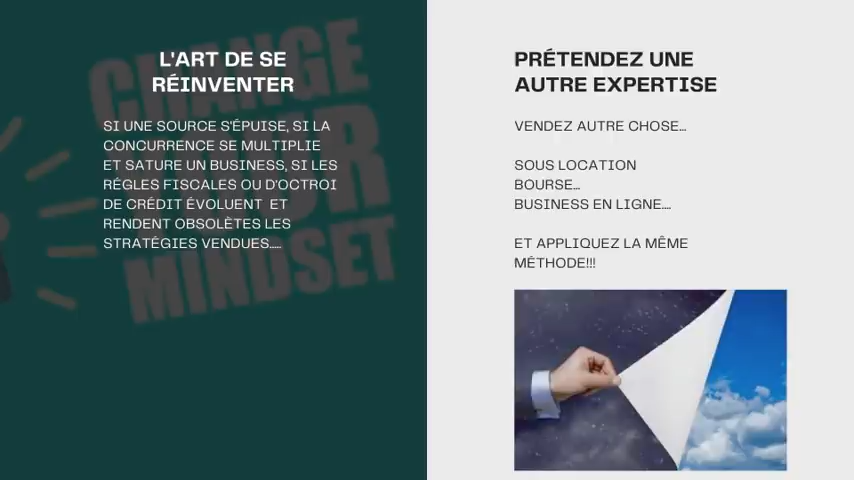 L'ART DE SE
RÉINVENTER
SI UNE SOURCE S'ÉPUISE, SI LA
CONCURRENCE SE MULTIPLIE
ET SATURE UN BUSINESS, SI LES
RÈGLES FISCALES OU D'OCTROI
DE CRÉDIT ÉVOLUENT ET
RENDENT OBSOLÈTES LES
STRATÉGIES VENDUES.....
CHANGE
YOUR
MINDSET
PRÉTENDEZ UNE
AUTRE EXPERTISE
VENDEZ AUTRE CHOSE...
SOUS LOCATION
BOURSE...
BUSINESS EN LIGNE....
ET APPLIQUEZ LA MÊME
MÉTHODE!!!